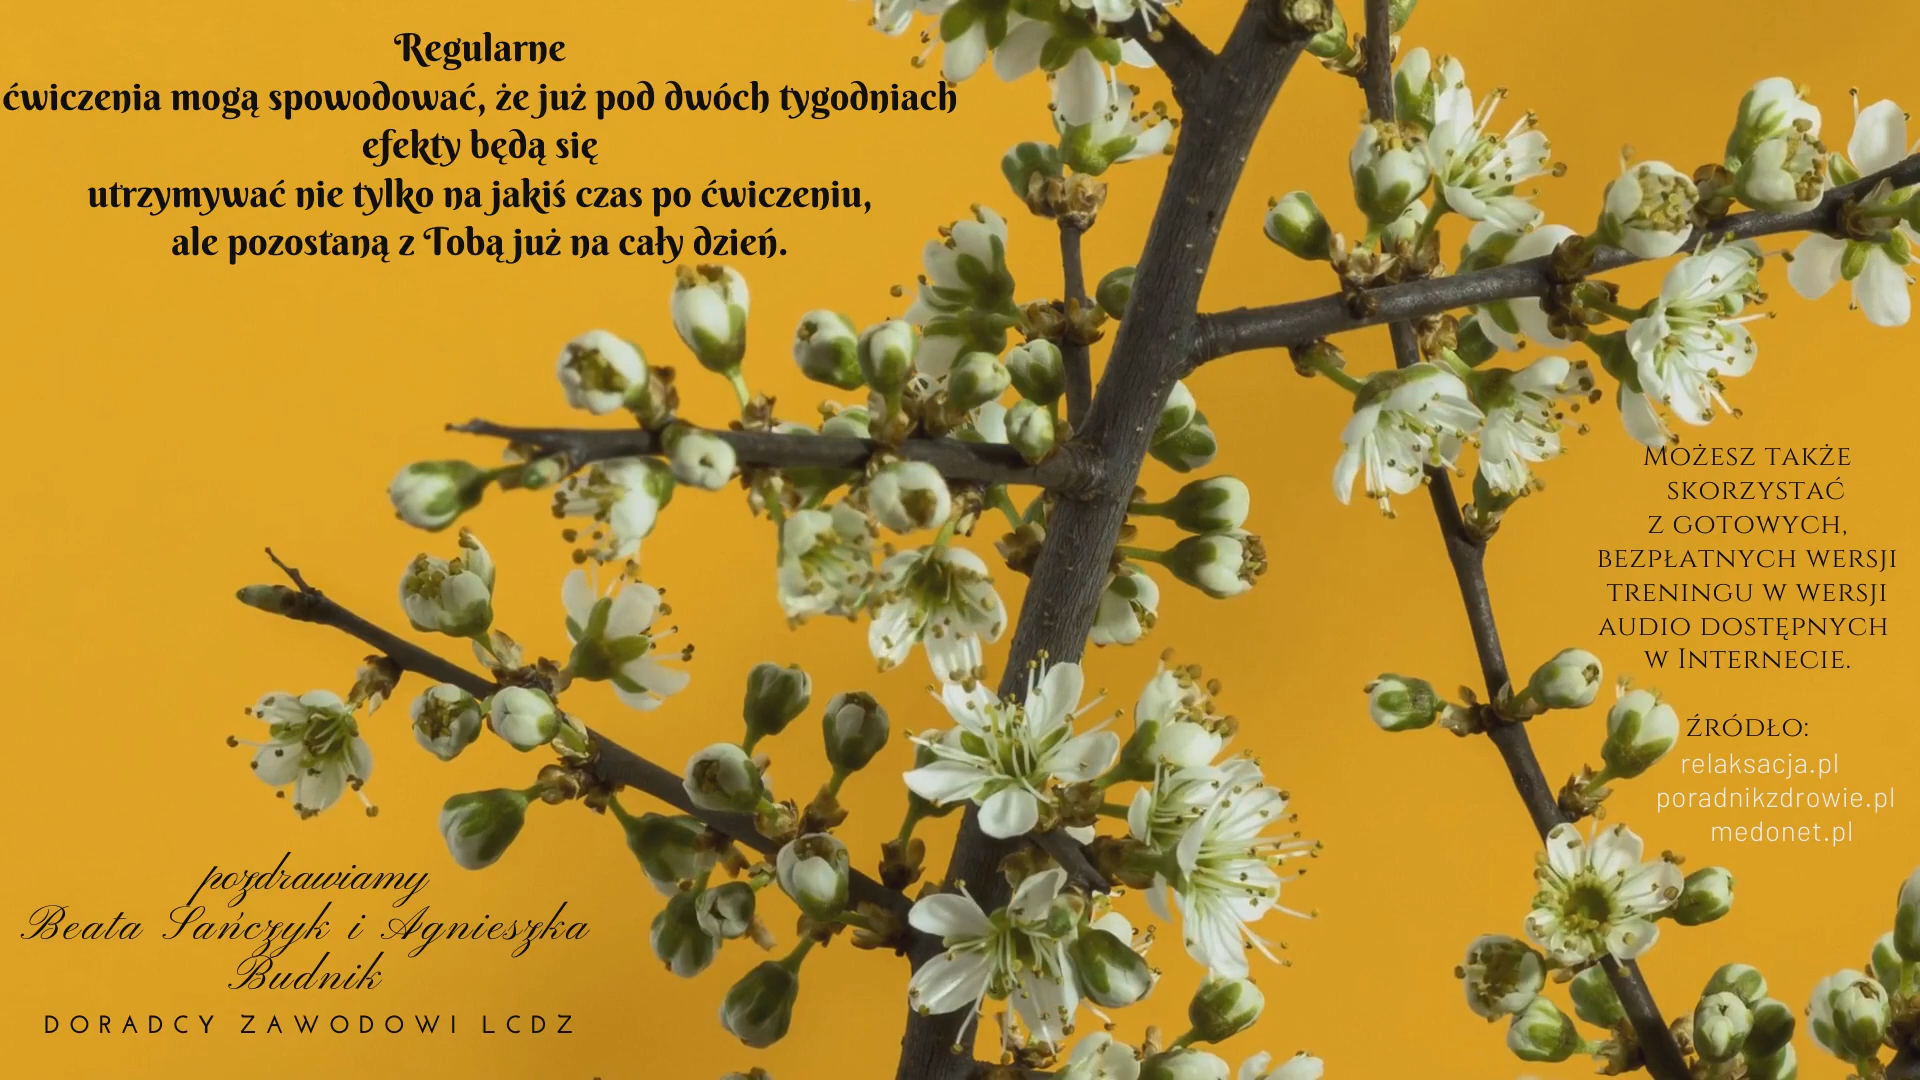 Regularne
ćwiczenia mogą spowodować, że już pod dwóch tygodniach
efekty będą się
utrzymywać nie tylko na jakiś czas po ćwiczeniu,
ale pozostaną z Tobą już na cały dzień.
Możesz także
skorzystać
z gotowych,
bezpłatnych wersji
treningu w wersji
audio dostępnych
w Internecie.
źródło:
relaksacja.pl
poradnikzdrowie.pl
medonet.pl
pozdrawiamy
Beata Sańczyk i Agnieszka
Budnik
DORADCY ZAWODOWI LCDZ